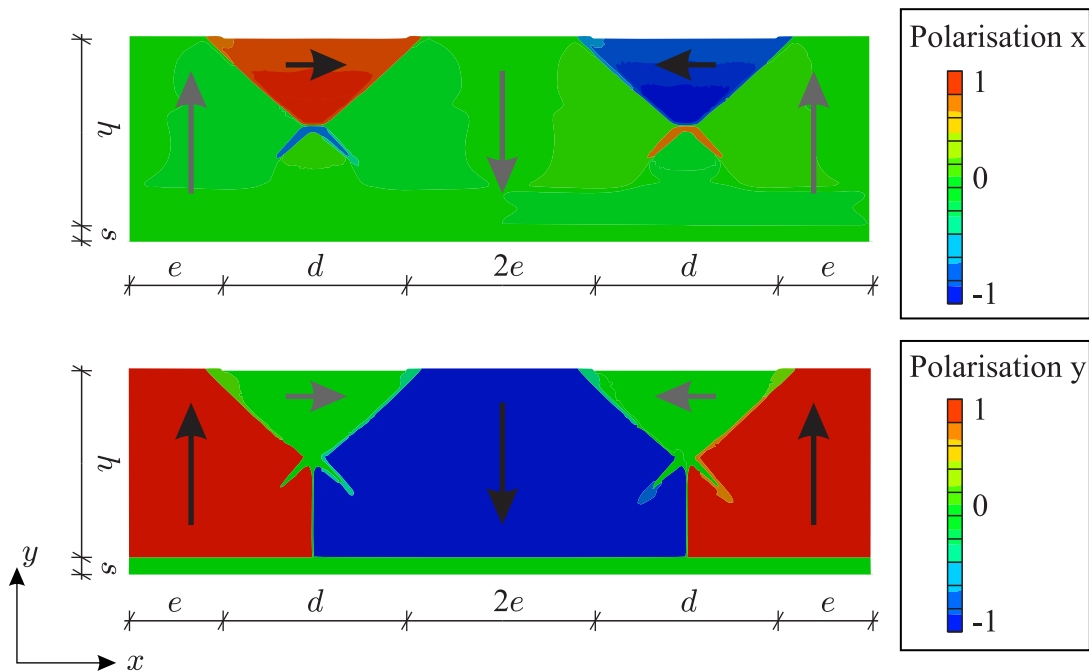 Polarisation x
1
0
-1
h
s
e d 2e d e
Polarisation y
1
0
-1
h
s
e d 2e d e
y
x